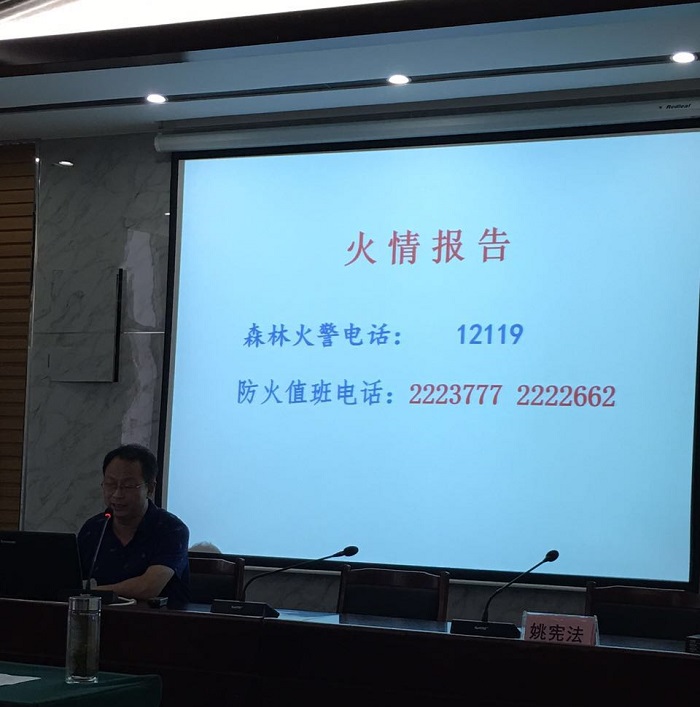 Redleaf
火情报告
森林火警电话： 12119
防火值班电话：2223777 2222662
姚宪法